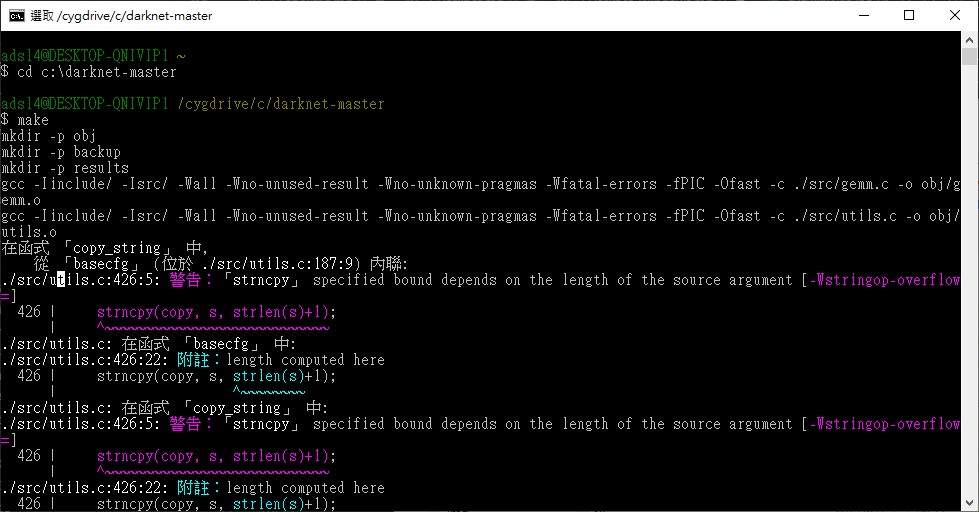 選取 /cygdrive/c/darknet-master
ads14@DESKTOP-QNIVIP1 ~
$ cd c:\darknet-master
ads14@DESKTOP-QNIVIP1 /cygdrive/c/darknet-master
$ make
mkdir -p obj
mkdir -p backup
mkdir -p results
gcc -Iinclude/ -Isrc/ -Wall -Wno-unused-result -Wno-unknown-pragmas -Wfatal-errors -fPIC -Ofast -c ./src/gemm.c -o obj/g
emm.o
gcc -Iinclude/ -Isrc/ -Wall -Wno-unused-result -Wno-unknown-pragmas -Wfatal-errors -fPIC -Ofast -c ./src/utils.c -o obj/
utils.o
在函式 「copy_string」 中,
    從 「basecfg」 (位於 ./src/utils.c:187:9) 內聯:
./src/utils.c:426:5: 警告：「strncpy」 specified bound depends on the length of the source argument [-Wstringop-overflow
=]
  426 |     strncpy(copy, s, strlen(s)+1);
      |     ^~~~~~~~~~~~~~~~~~~~~~~~~~~~~
./src/utils.c: 在函式 「basecfg」 中:
./src/utils.c:426:22: 附註：length computed here
  426 |     strncpy(copy, s, strlen(s)+1);
      |                      ^~~~~~~~~
./src/utils.c: 在函式 「copy_string」 中:
./src/utils.c:426:5: 警告：「strncpy」 specified bound depends on the length of the source argument [-Wstringop-overflow
=]
  426 |     strncpy(copy, s, strlen(s)+1);
      |     ^~~~~~~~~~~~~~~~~~~~~~~~~~~~~
./src/utils.c:426:22: 附註：length computed here
  426 |     strncpy(copy, s, strlen(s)+1);